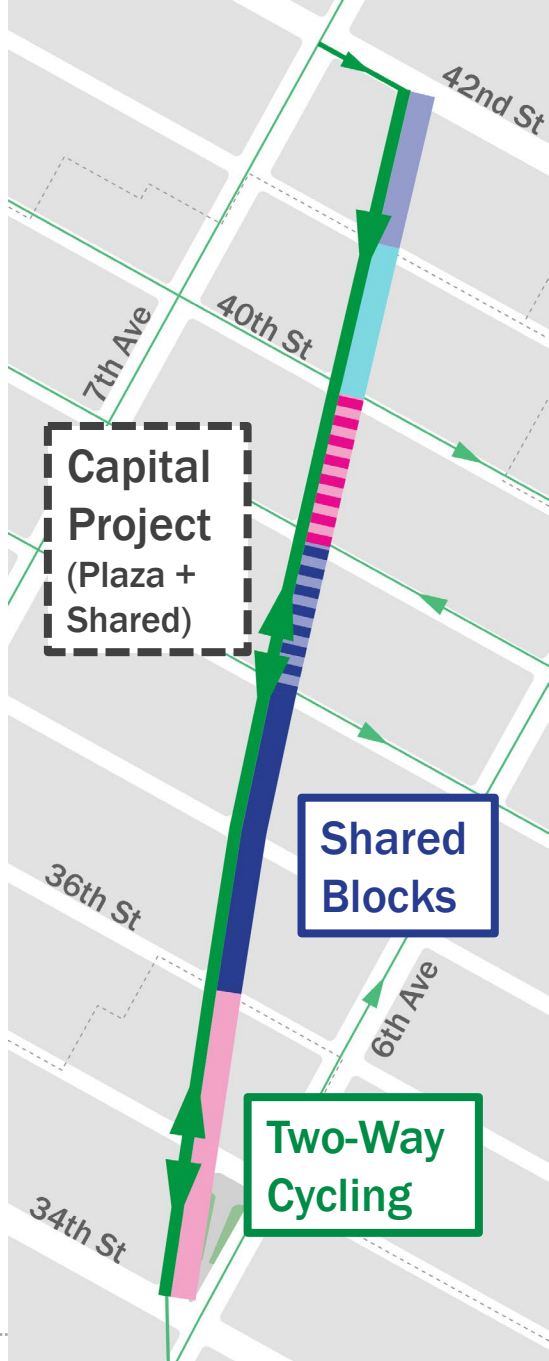 42nd St
40th St
7th Ave
Capital
Project
(Plaza +
Shared)
Shared
Blocks
36th St
6th Ave
Two-Way
Cycling
34th St